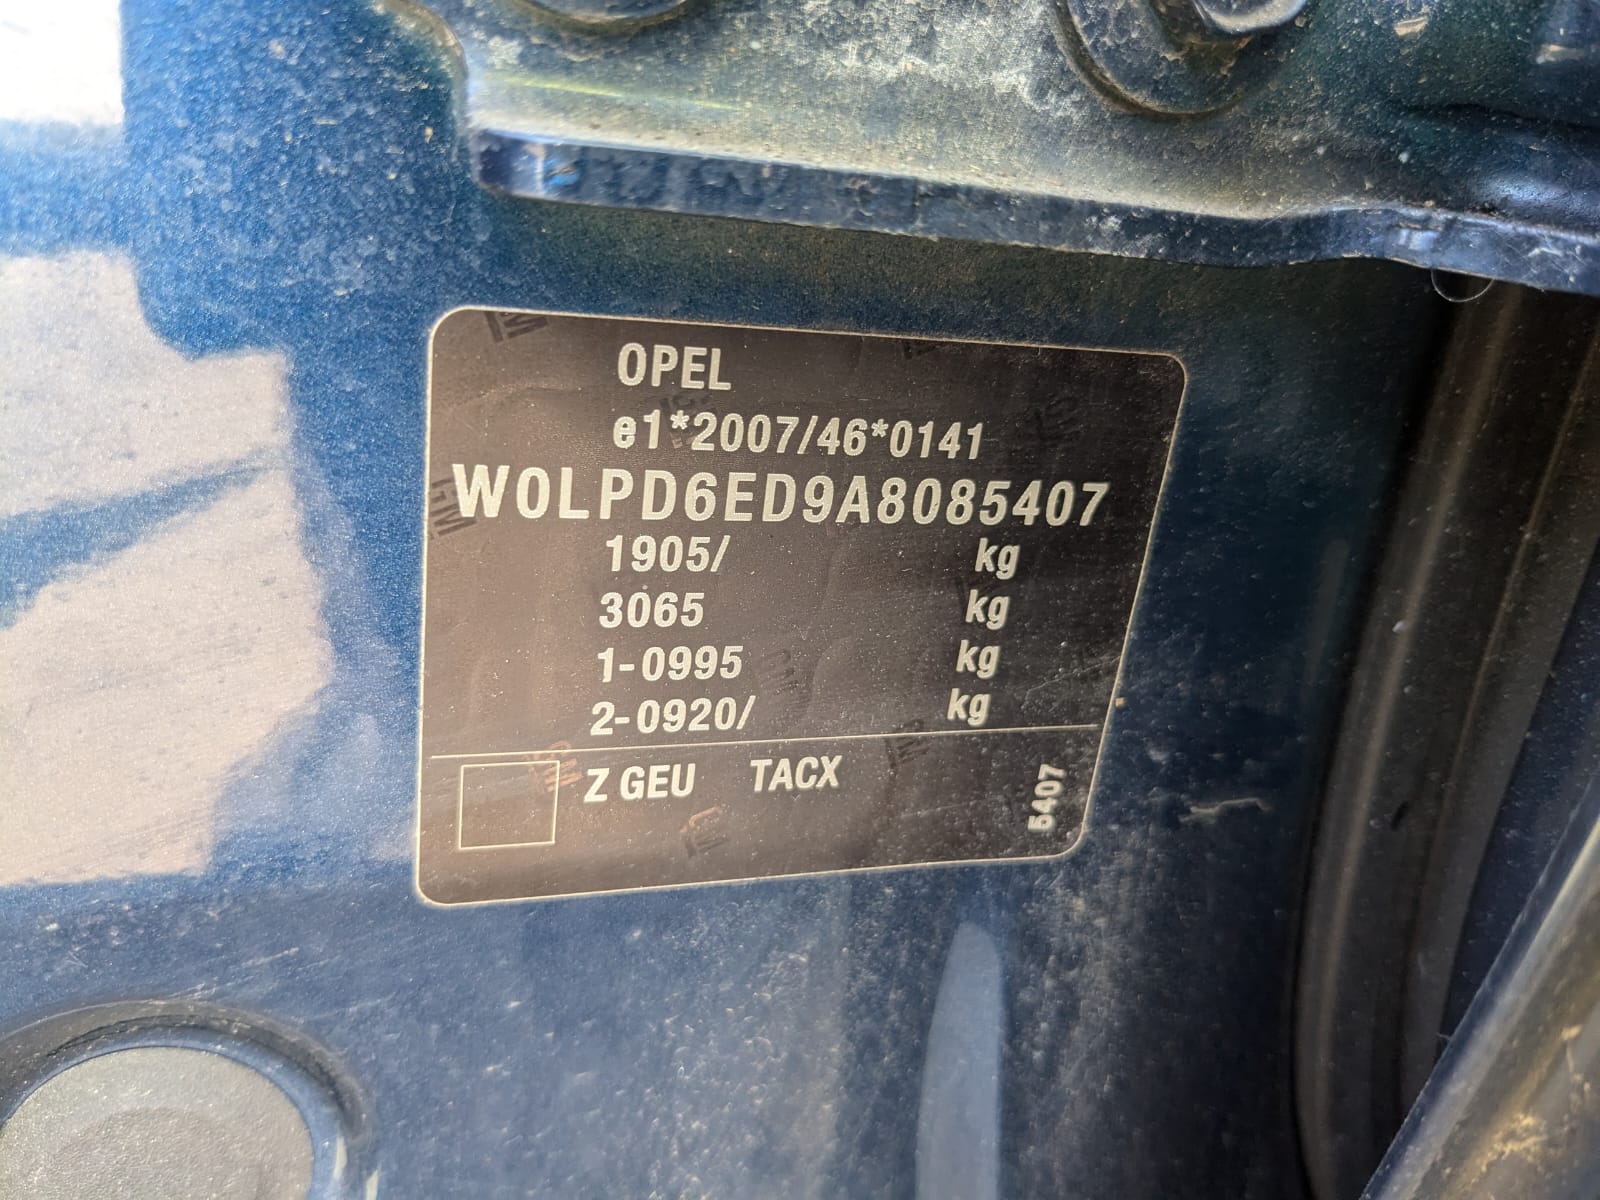 OPEL
e1*2007/46*0141
W0LPD6ED9A8085407
1905/ kg
3065 kg
1-0995 kg
2-0920/ kg
Z GEU TACX
5407